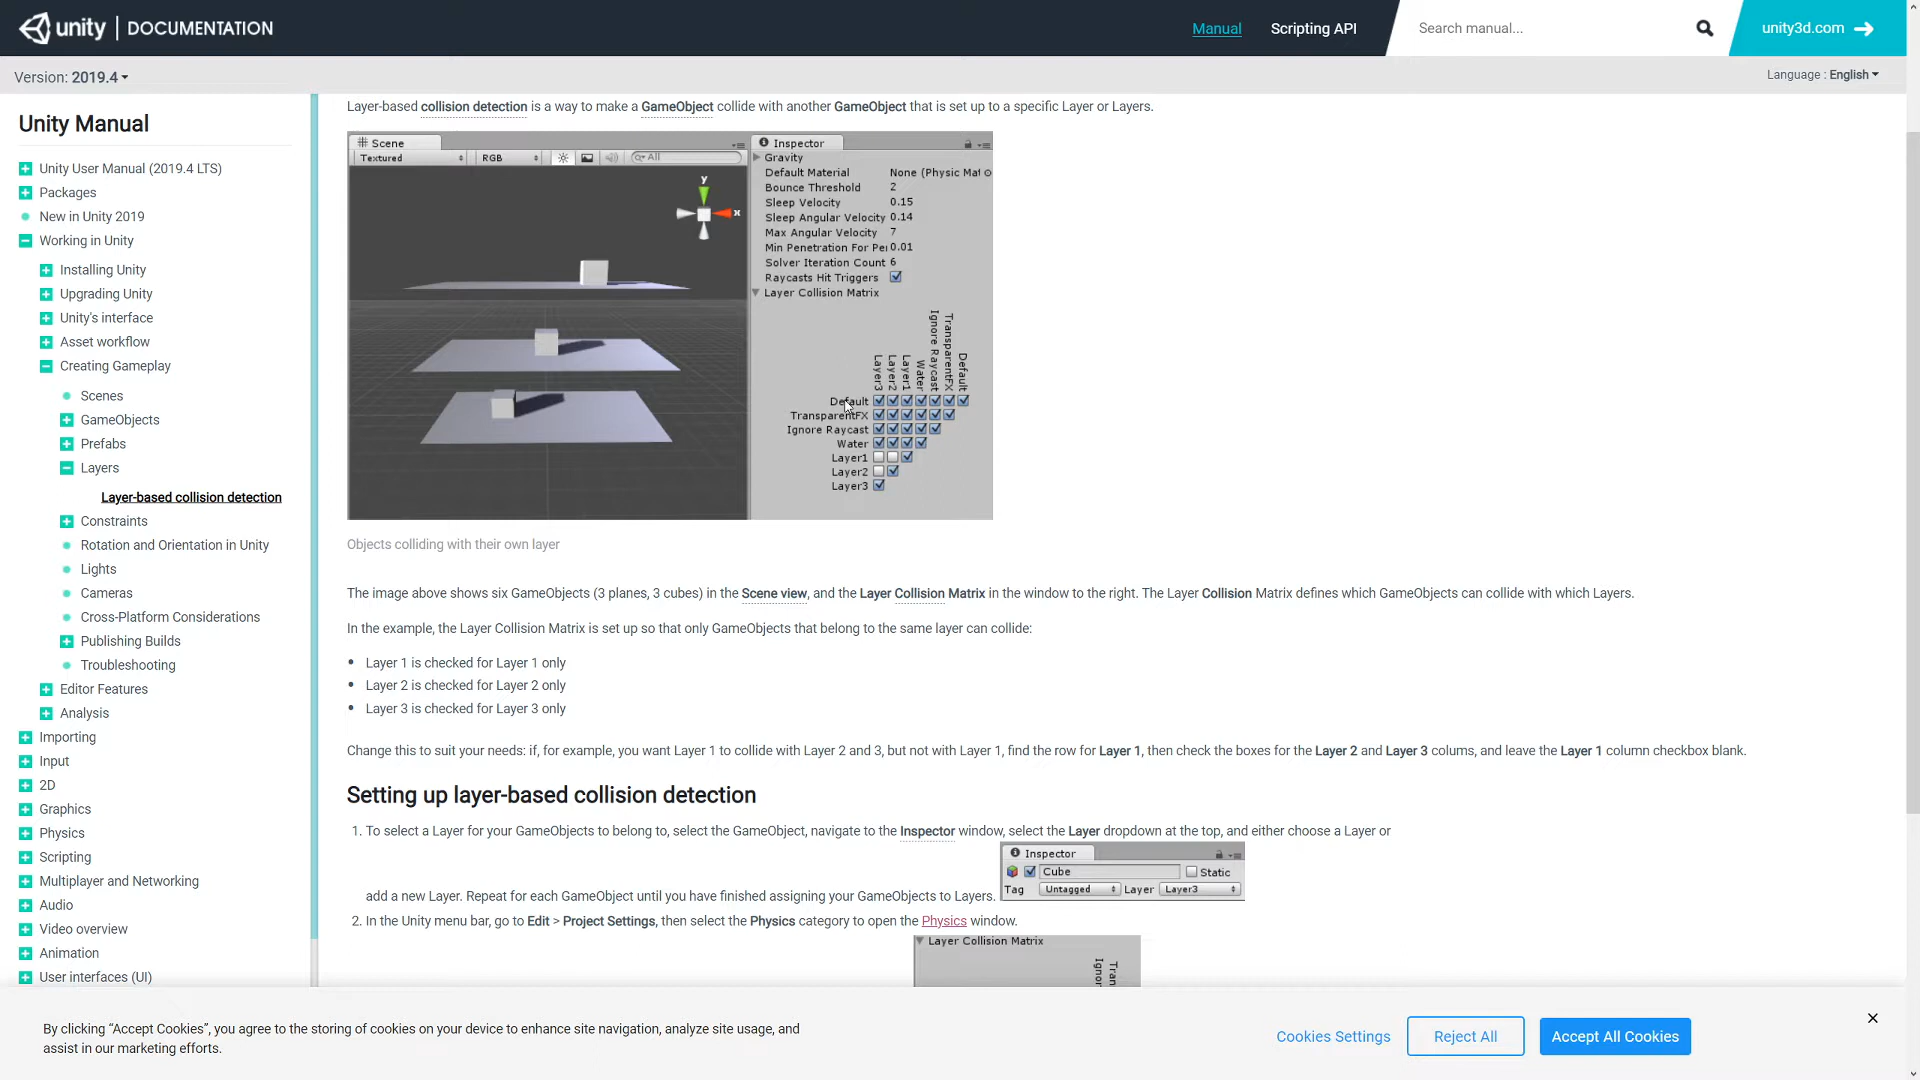 unity | DOCUMENTATION
Manual
Scripting API
Search manual...
unity3d.com
Version: 2019.4
Language : English
Unity Manual
Unity User Manual (2019.4 LTS)
Packages
New in Unity 2019
Working in Unity
Installing Unity
Upgrading Unity
Unity's interface
Asset workflow
Creating Gameplay
Scenes
GameObjects
Prefabs
Layers
Layer-based collision detection
Constraints
Rotation and Orientation in Unity
Lights
Cameras
Cross-Platform Considerations
Publishing Builds
Troubleshooting
Editor Features
Analysis
Importing
Input
2D
Graphics
Physics
Scripting
Multiplayer and Networking
Audio
Video overview
Animation
User interfaces (UI)
Layer-based collision detection is a way to make a GameObject collide with another GameObject that is set up to a specific Layer or Layers.
Scene
Textured
RGB
All
y
x
Inspector
Gravity
Default Material None (Physic Mat
Bounce Threshold 2
Sleep Velocity 0.15
Sleep Angular Velocity 0.14
Max Angular Velocity 7
Min Penetration For Pe 0.01
Solver Iteration Count 6
Raycasts Hit Triggers
Layer Collision Matrix
Layer3
Layer2
Layer1
Water
Ignore Raycast
TransparentFX
Default
Default
TransparentFX
Ignore Raycast
Water
Layer1
Layer2
Layer3
Objects colliding with their own layer
The image above shows six GameObjects (3 planes, 3 cubes) in the Scene view, and the Layer Collision Matrix in the window to the right. The Layer Collision Matrix defines which GameObjects can collide with which Layers.
In the example, the Layer Collision Matrix is set up so that only GameObjects that belong to the same layer can collide:
• Layer 1 is checked for Layer 1 only
• Layer 2 is checked for Layer 2 only
• Layer 3 is checked for Layer 3 only
Change this to suit your needs: if, for example, you want Layer 1 to collide with Layer 2 and 3, but not with Layer 1, find the row for Layer 1, then check the boxes for the Layer 2 and Layer 3 colums, and leave the Layer 1 column checkbox blank.
Setting up layer-based collision detection
1. To select a Layer for your GameObjects to belong to, select the GameObject, navigate to the Inspector window, select the Layer dropdown at the top, and either choose a Layer or
add a new Layer. Repeat for each GameObject until you have finished assigning your GameObjects to Layers.
Inspector
Cube
Static
Tag Untagged Layer Layer3
2. In the Unity menu bar, go to Edit > Project Settings, then select the Physics category to open the Physics window.
Layer Collision Matrix
By clicking “Accept Cookies”, you agree to the storing of cookies on your device to enhance site navigation, analyze site usage, and
assist in our marketing efforts.
Cookies Settings
Reject All
Accept All Cookies